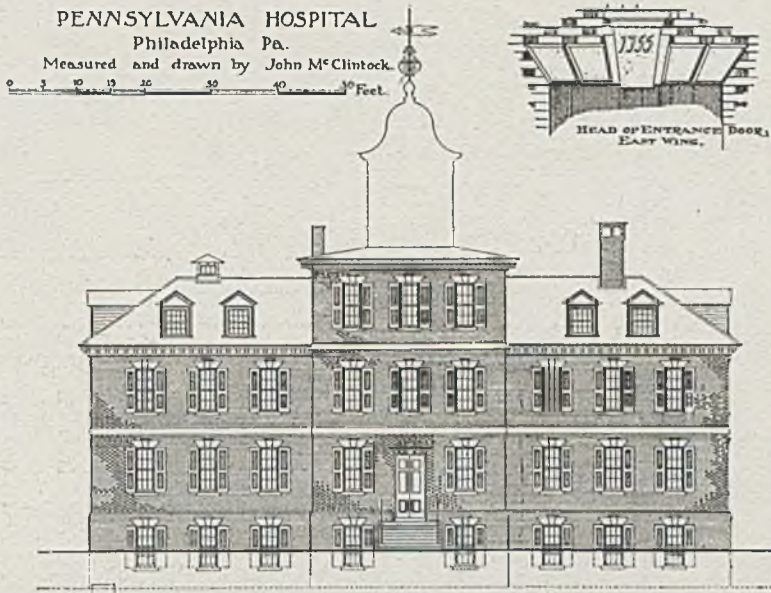 PENNSYLVANIA HOSPITAL
Philadelphia Pa.
Measured and drawn by John McClintock.
0 5 10 15 20 30 40 50 Feet.
1755
HEAD OF ENTRANCE DOOR,
EAST WING.